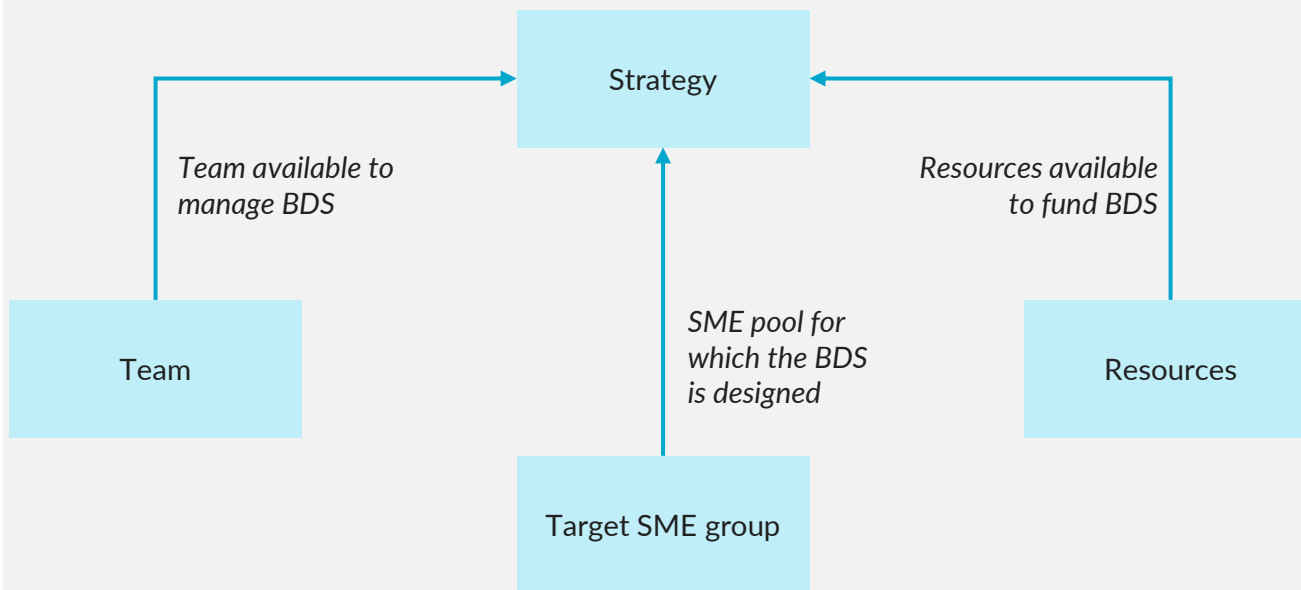 Strategy
Team available to
manage BDS
Resources available
to fund BDS
SME pool for
which the BDS
is designed
Team
Resources
Target SME group